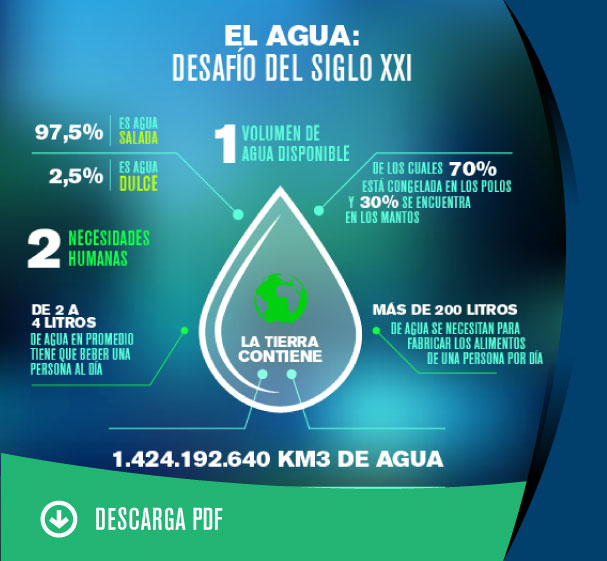 EL AGUA:
DESAFÍO DEL SIGLO XXI
97,5% ES AGUA
SALADA
2,5% ES AGUA
DULCE
1 VOLUMEN DE
AGUA DISPONIBLE
DE LOS CUALES 70%
ESTÁ CONGELADA EN LOS POLOS
Y 30% SE ENCUENTRA
EN LOS MANTOS
2 NECESIDADES
HUMANAS
DE 2 A
4 LITROS
DE AGUA EN PROMEDIO
TIENE QUE BEBER UNA
PERSONA AL DÍA
LA TIERRA
CONTIENE
MÁS DE 200 LITROS
DE AGUA SE NECESITAN PARA
FABRICAR LOS ALIMENTOS
DE UNA PERSONA POR DÍA
1.424.192.640 KM3 DE AGUA
DESCARGA PDF